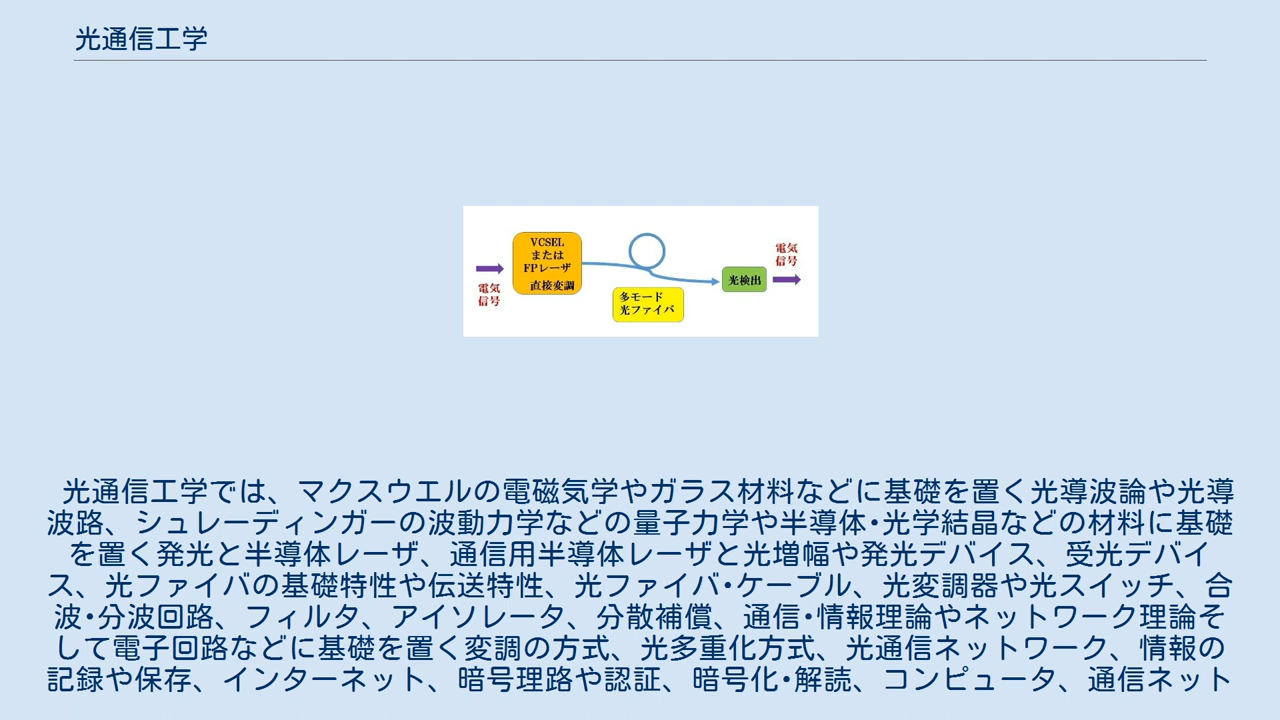 光通信工学
VCSEL
または
FPレーザ
直接変調
電気
信号
多モード
光ファイバ
光検出
電気
信号
光通信工学では、マクスウエルの電磁気学やガラス材料などに基礎を置く光導波論や光導
波路、シュレーディンガーの波動力学などの量子力学や半導体・光学結晶などの材料に基礎
を置く発光と半導体レーザ、通信用半導体レーザと光増幅や発光デバイス、受光デバイ
ス、光ファイバの基礎特性や伝送特性、光ファイバ・ケーブル、光変調器や光スイッチ、合
波・分波回路、フィルタ、アイソレータ、分散補償、通信・情報理論やネットワーク理論そ
して電子回路などに基礎を置く変調の方式、光多重化方式、光通信ネットワーク、情報の
記録や保存、インターネット、暗号理路や認証、暗号化・解読、コンピュータ、通信ネット